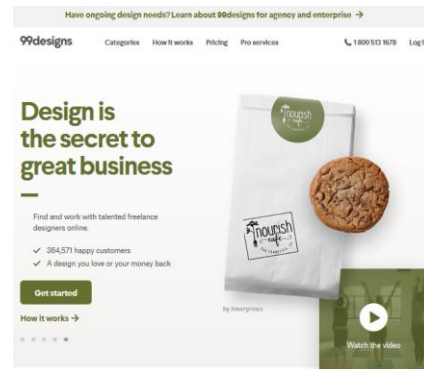 Have ongoing design needs? Learn about 99designs for agency and enterprise →
99designs
Categories
How it works
Pricing
Pro services
1 800 513 1678
Design is
the secret to
great business
Find and work with talented freelance
designers online.
364,571 happy customers
A design you love or your money back
Get started
How it works →
nourish
cafe
nourish
cafe
Watch the video